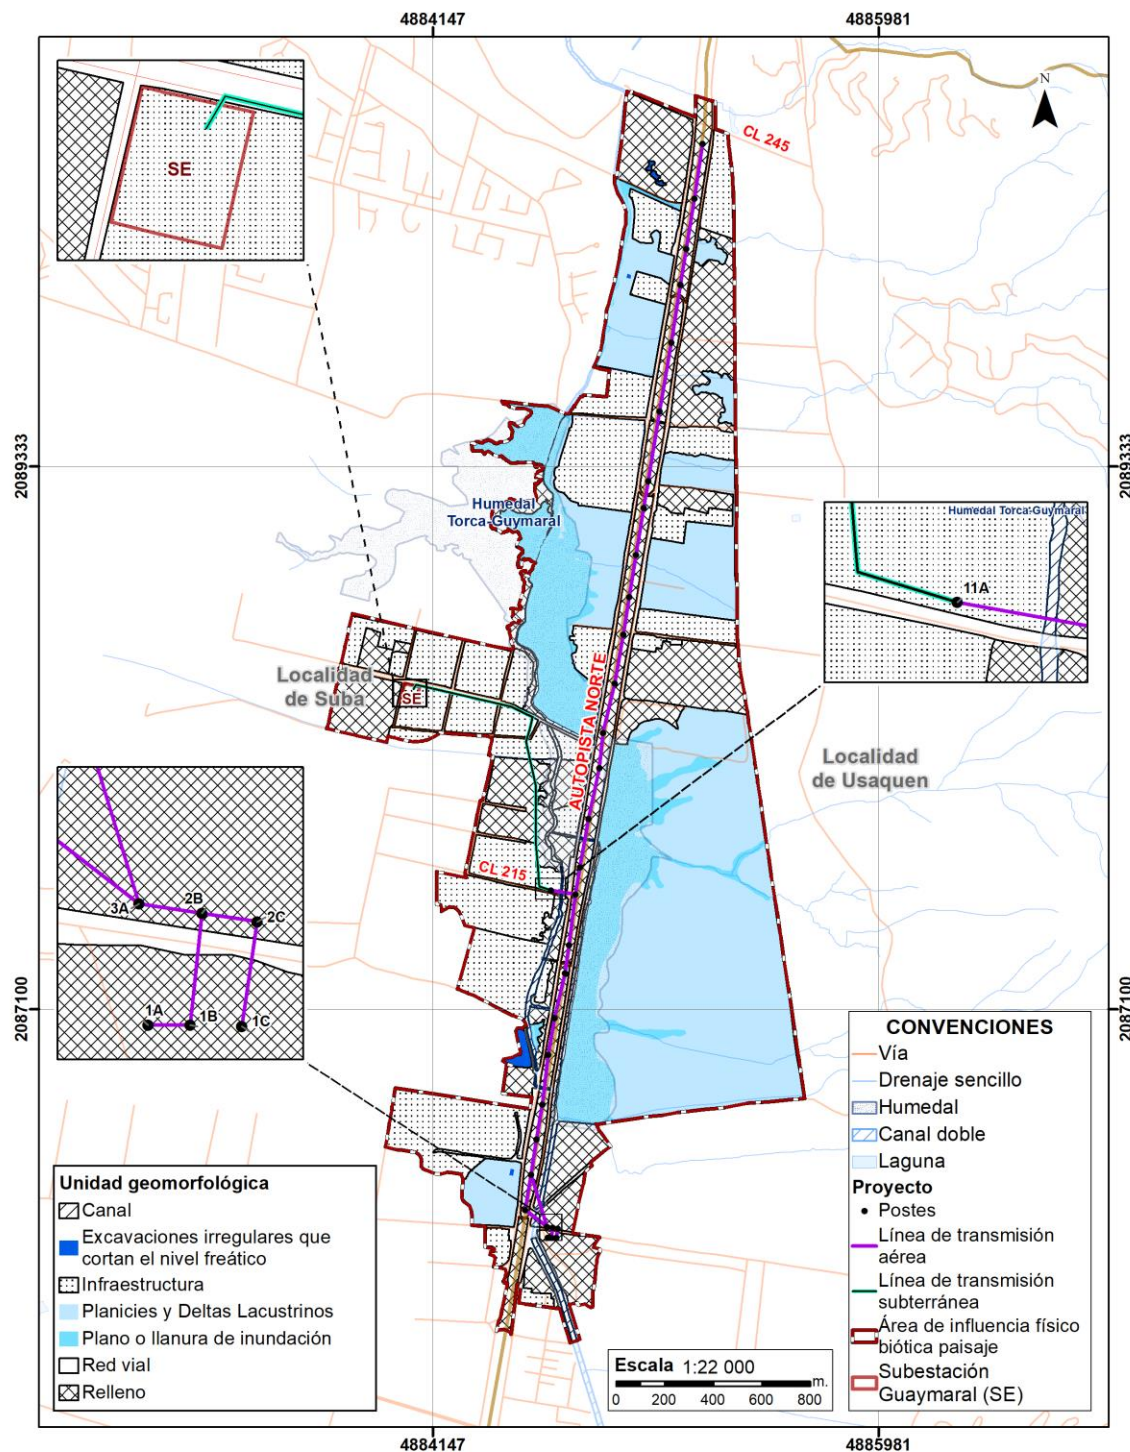 4884147
4885981
N
CL 245
SE
2089333
2089333
Humedal
Torca-Guymaral
Humedal Torca-Guymaral
11A
Localidad
de Suba
SE
AUTOPISTA NORTE
Localidad
de Usaquen
CL 215
2B
3A
2C
1A
1B
1C
2087100
2087100
Unidad geomorfológica
Canal
Excavaciones irregulares que
cortan el nivel freático
Infraestructura
Planicies y Deltas Lacustrinos
Plano o llanura de inundación
Red vial
Relleno
Escala 1:22 000
m.
0 200 400 600 800
CONVENCIONES
Vía
Drenaje sencillo
Humedal
Canal doble
Laguna
Proyecto
Postes
Línea de transmisión
aérea
Línea de transmisión
subterránea
Área de influencia físico
biótica paisaje
Subestación
Guaymaral (SE)
4884147
4885981